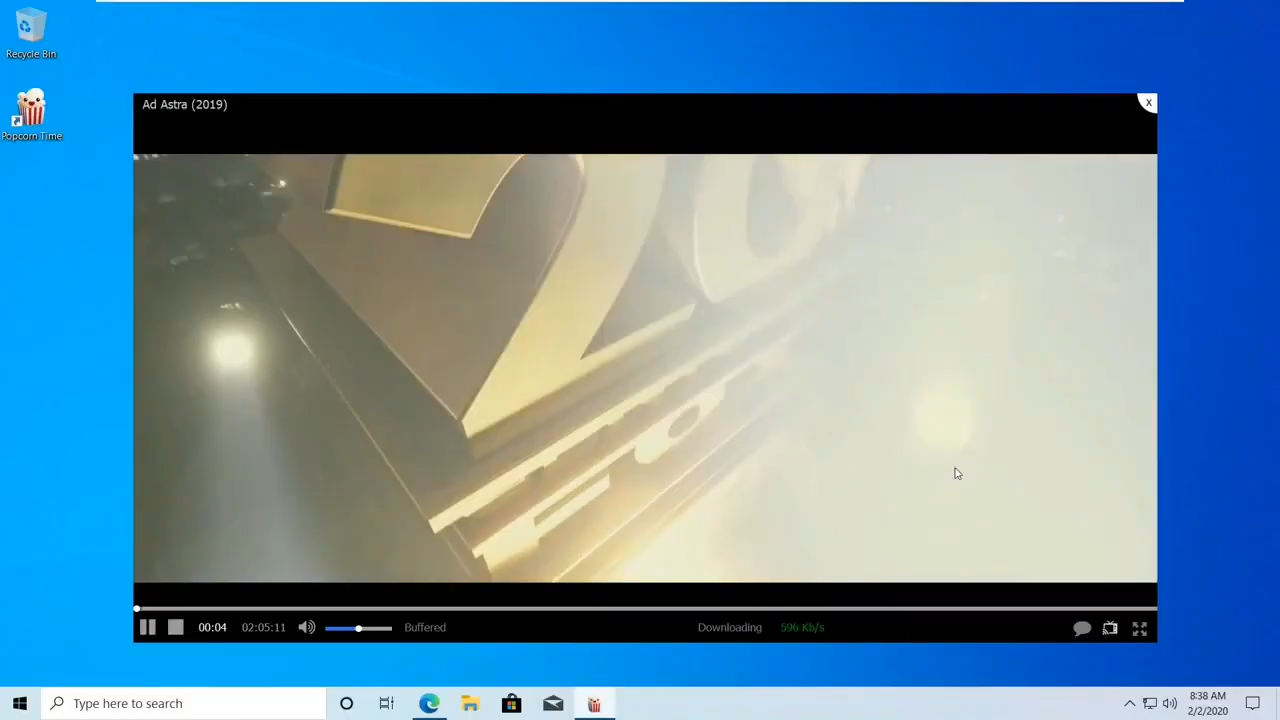 Recycle Bin
Popcorn Time
Ad Astra (2019)
x
20
00:04
02:05:11
Buffered
Downloading
596 Kb/s
Type here to search
8:38 AM
2/2/2020